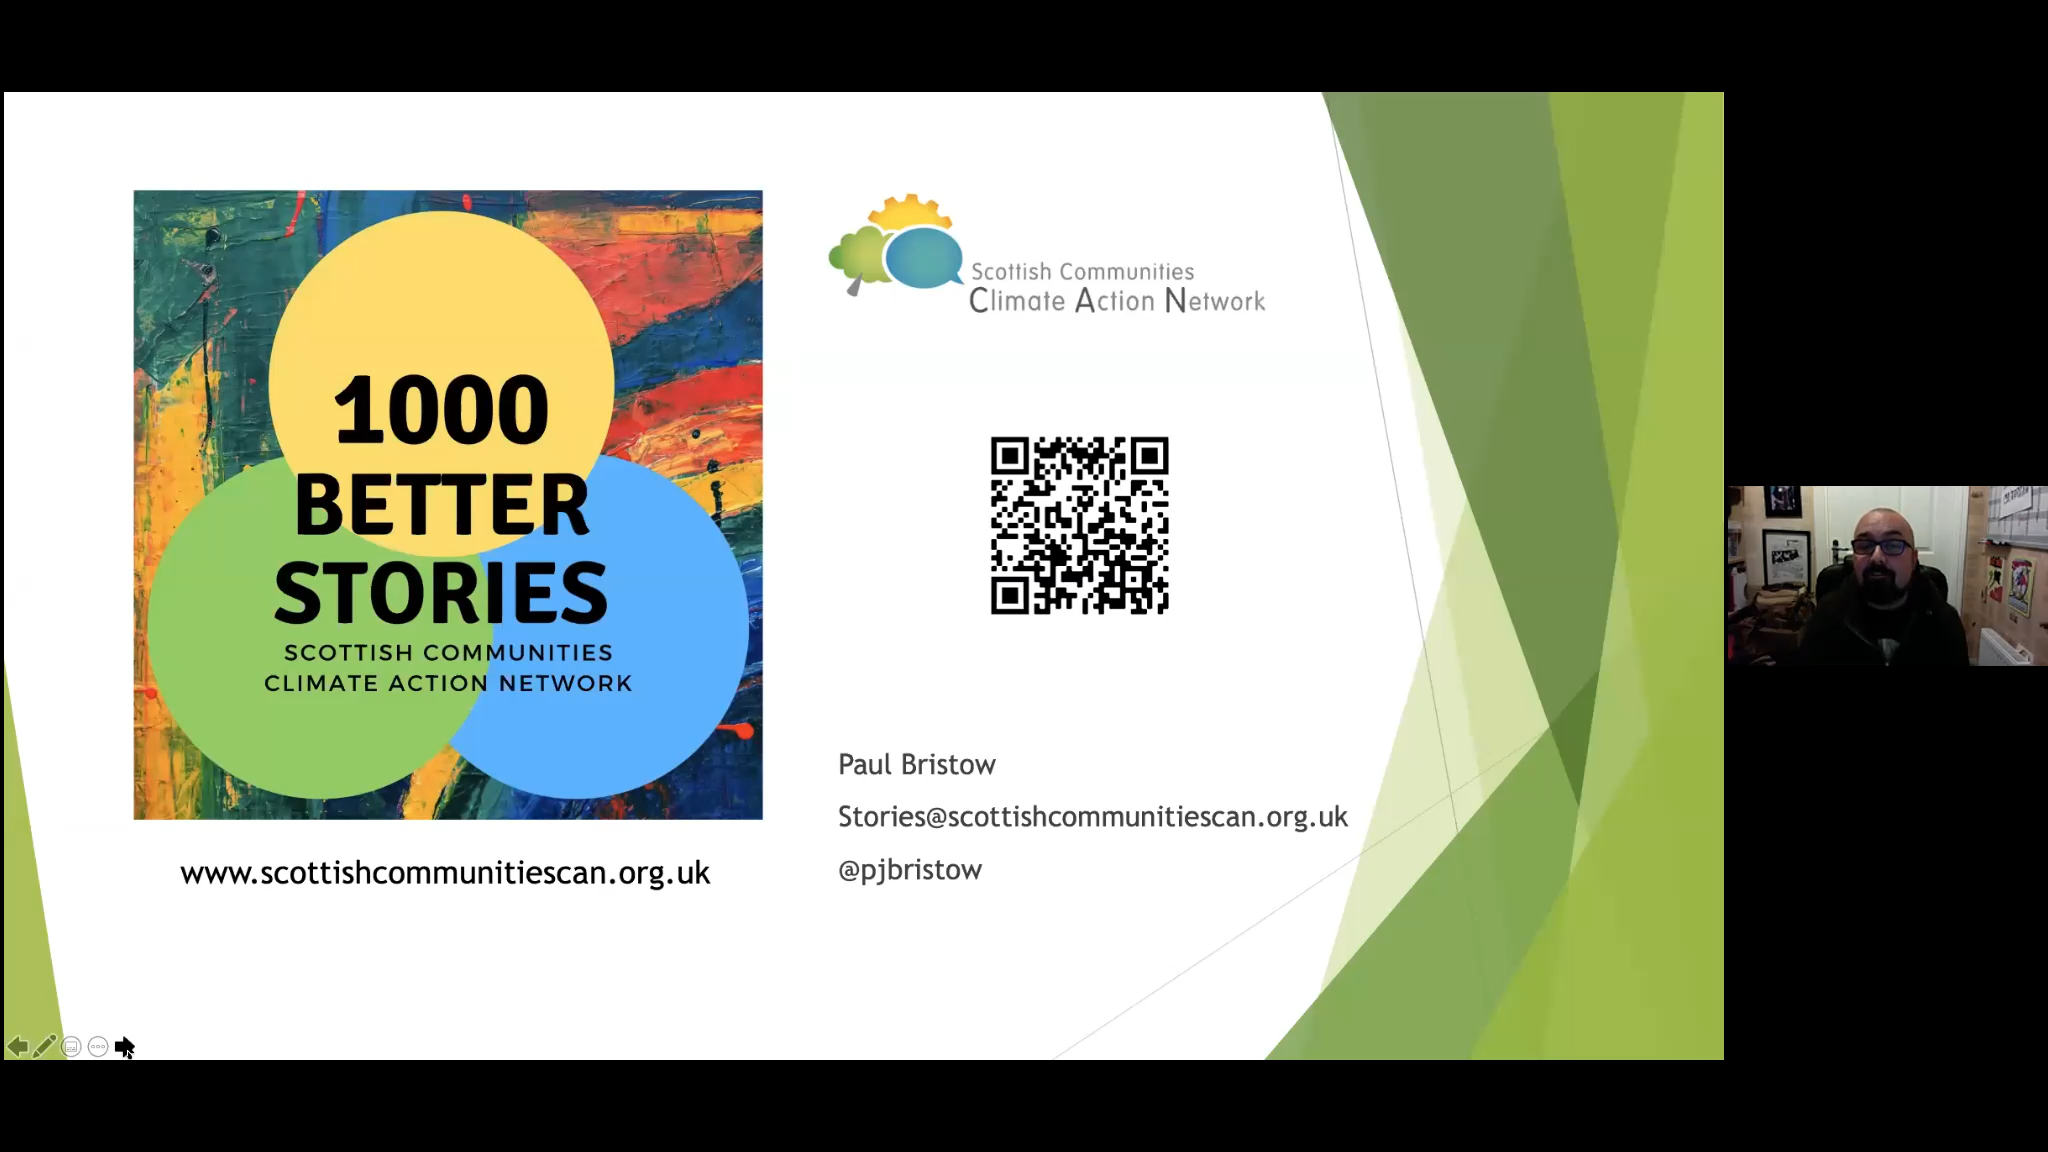 1000
BETTER
STORIES
SCOTTISH COMMUNITIES
CLIMATE ACTION NETWORK
www.scottishcommunitiescan.org.uk
Scottish Communities
Climate Action Network
Paul Bristow
Stories@scottishcommunitiescan.org.uk
@pjbristow